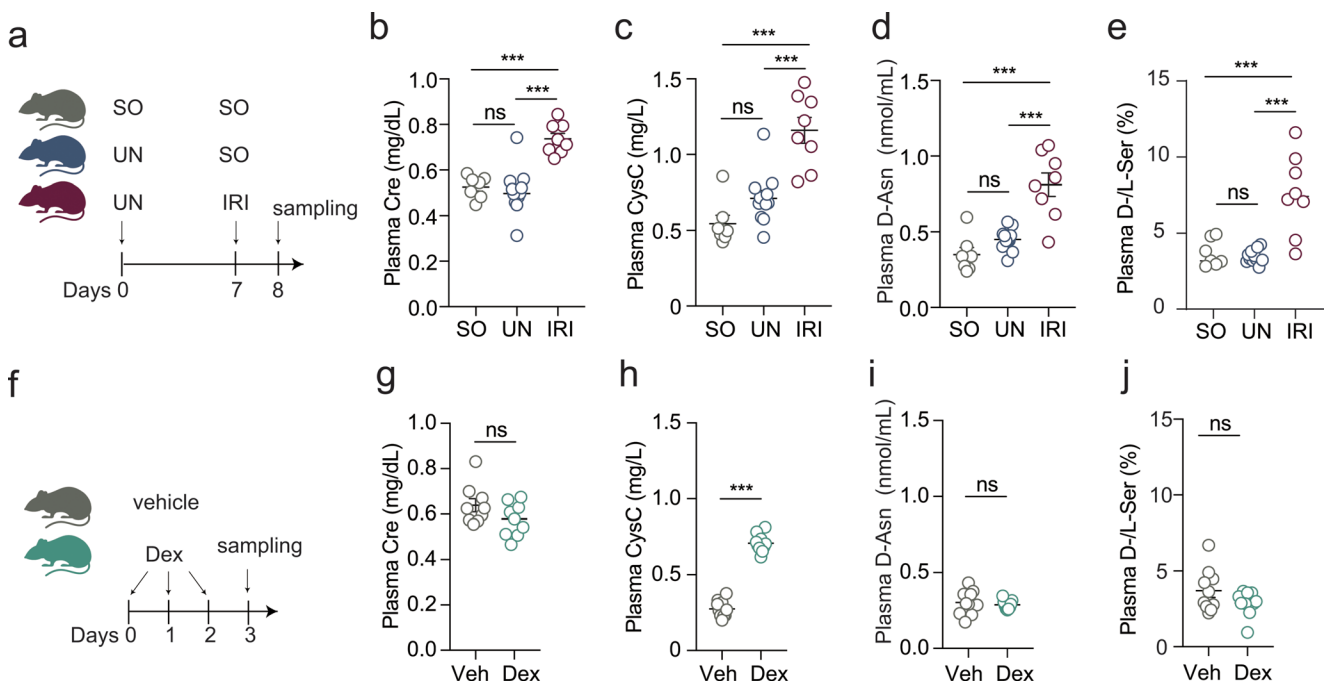 a
SO SO
UN SO
UN IRI
sampling
Days 0 7 8
b
***
***
ns
Plasma Cre (mg/dL)
1.0
0.8
0.6
0.4
0.2
0.0
SO UN IRI
c
***
***
ns
Plasma CysC (mg/L)
1.5
1.0
0.5
0
SO UN IRI
d
***
***
ns
Plasma D-Asn (nmol/mL)
1.5
1.0
0.5
0.0
SO UN IRI
e
***
***
ns
Plasma D-/L-Ser (%)
15
10
5
0
SO UN IRI
f
vehicle
Dex
sampling
Days 0 1 2 3
g
ns
Plasma Cre (mg/dL)
1.0
0.8
0.6
0.4
0.2
0.0
Veh Dex
h
***
Plasma CysC (mg/L)
1.5
1.0
0.5
0
Veh Dex
i
ns
Plasma D-Asn (nmol/mL)
1.5
1.0
0.5
0.0
Veh Dex
j
ns
Plasma D-/L-Ser (%)
15
10
5
0
Veh Dex